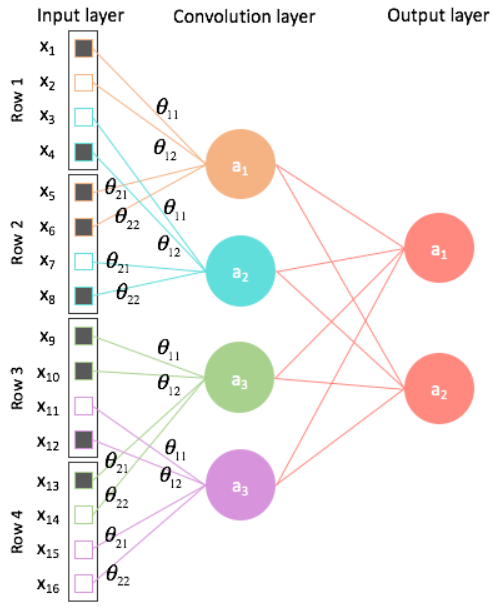 Input layer
Convolution layer
Output layer
Row 1
x1
x2
x3
x4
Row 2
x5
x6
x7
x8
Row 3
x9
x10
x11
x12
Row 4
x13
x14
x15
x16
θ11
θ12
θ21
θ22
θ11
θ12
θ21
θ22
θ11
θ12
θ11
θ12
θ21
θ22
θ21
θ22
a1
a2
a3
a3
a1
a2